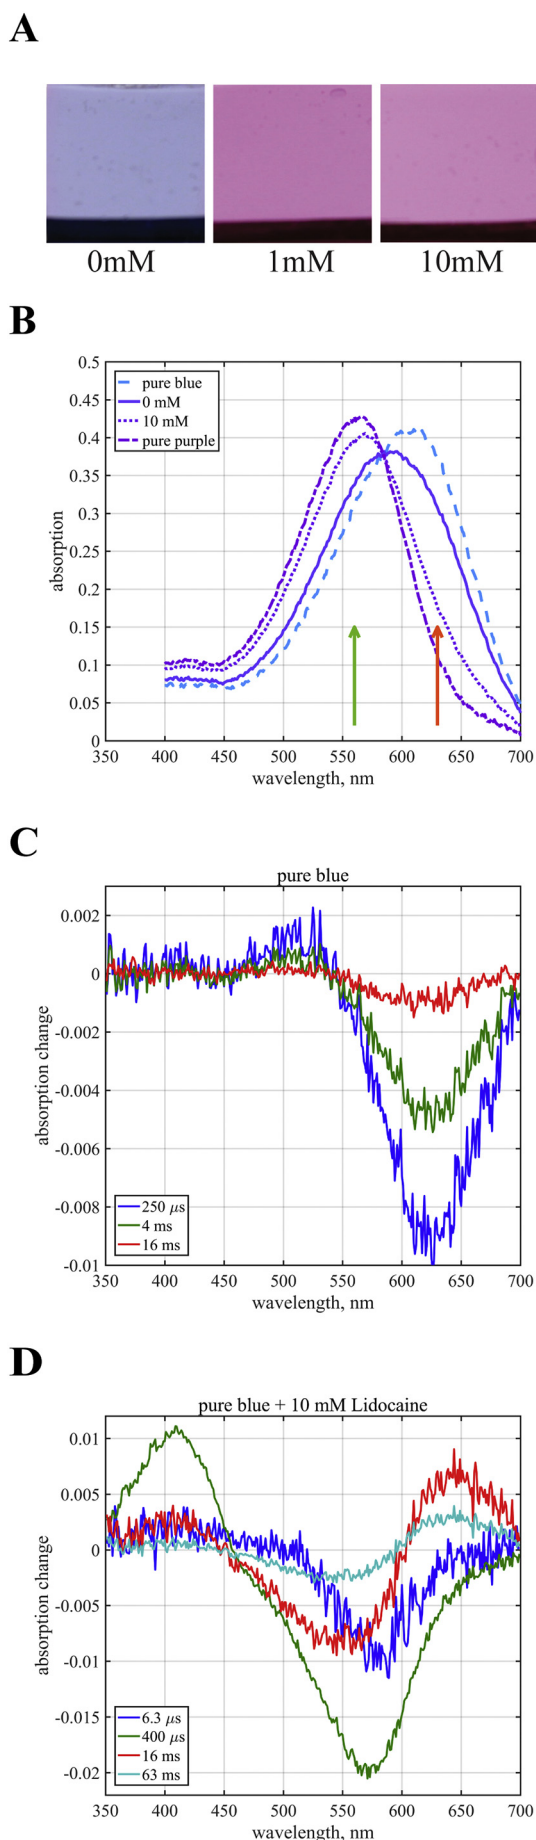 A
0mM 1mM 10mM
B
0.5
0.45
0.4
0.35
0.3
0.25
0.2
0.15
0.1
0.05
0
absorption
pure blue
0 mM
10 mM
pure purple
350 400 450 500 550 600 650 700
wavelength, nm
C
pure blue
0.002
0
-0.002
-0.004
-0.006
-0.008
-0.01
absorption change
250 μs
4 ms
16 ms
350 400 450 500 550 600 650 700
wavelength, nm
D
pure blue + 10 mM Lidocaine
0.01
0.005
0
-0.005
-0.01
-0.015
-0.02
absorption change
6.3 μs
400 μs
16 ms
63 ms
350 400 450 500 550 600 650 700
wavelength, nm